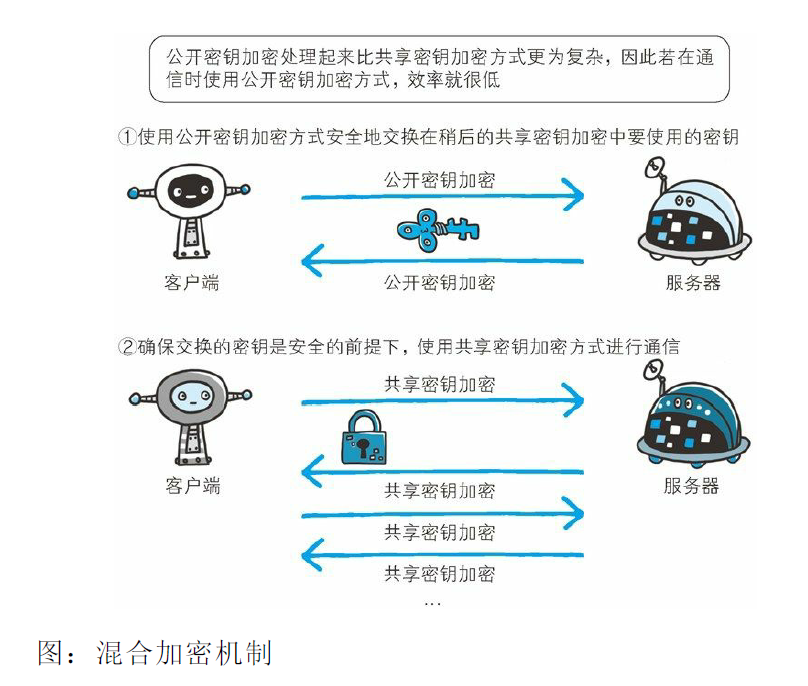 公开密钥加密处理起来比共享密钥加密方式更为复杂，因此若在通
信时使用公开密钥加密方式，效率就很低
①使用公开密钥加密方式安全地交换在稍后的共享密钥加密中要使用的密钥
公开密钥加密
公开密钥加密
客户端
服务器
②确保交换的密钥是安全的前提下，使用共享密钥加密方式进行通信
共享密钥加密
共享密钥加密
客户端
服务器
共享密钥加密
共享密钥加密
...
图：混合加密机制